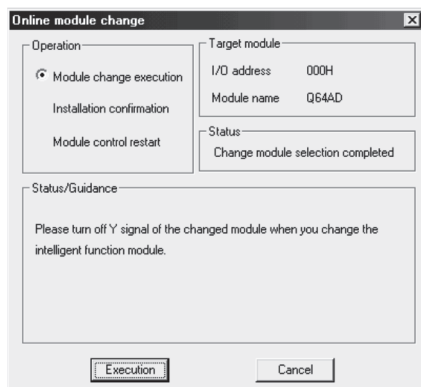 Online module change
Operation
Module change execution
Installation confirmation
Module control restart
Target module
I/O address 000H
Module name Q64AD
Status
Change module selection completed
Status/Guidance
Please turn off Y signal of the changed module when you change the
intelligent function module.
Execution
Cancel